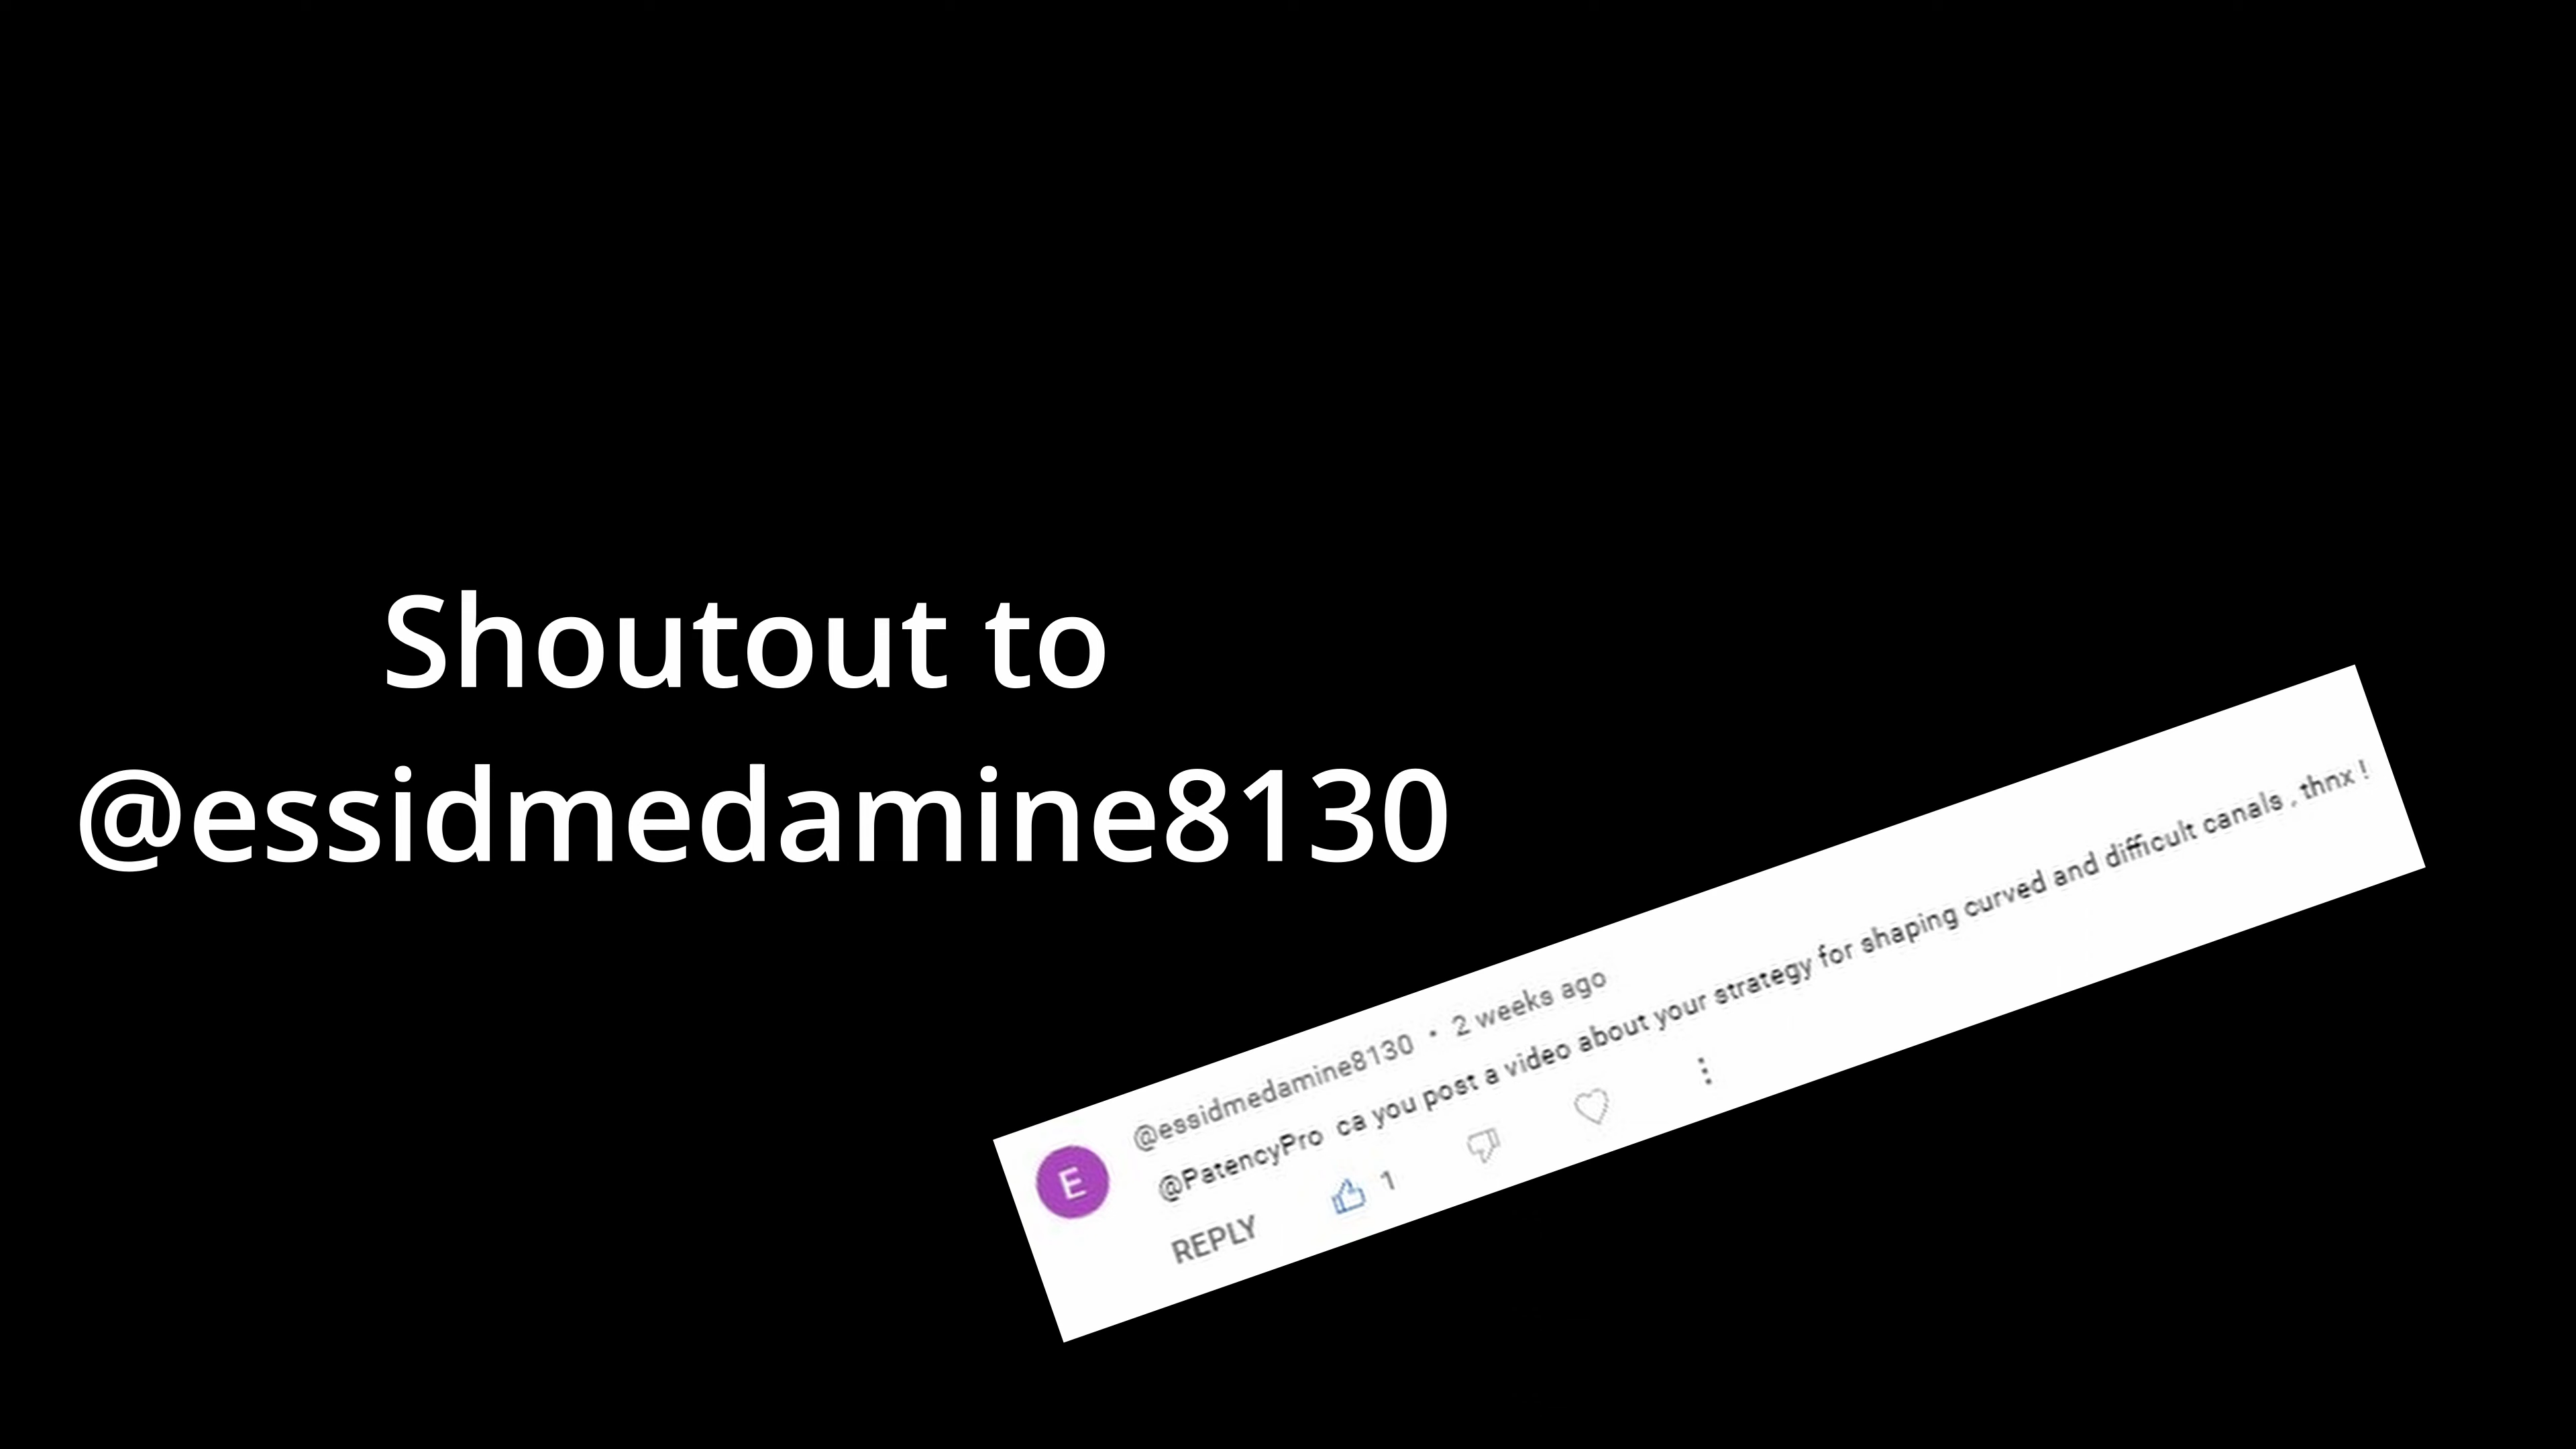 Shoutout to
@essidmedamine8130
@essidmedamine8130 • 2 weeks ago
@PatencyPro ca you post a video about your strategy for shaping curved and difficult canals , thnx !
E
REPLY 1